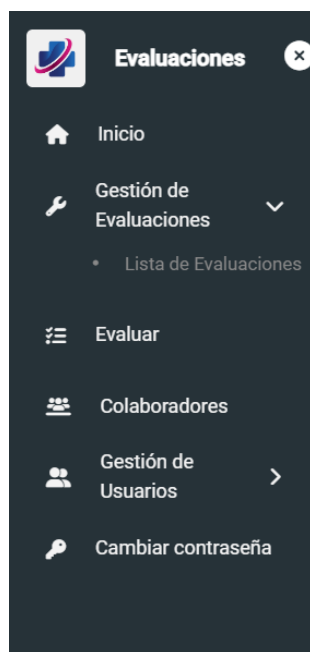 Evaluaciones
Inicio
Gestión de
Evaluaciones
Lista de Evaluaciones
Evaluar
Colaboradores
Gestión de
Usuarios
Cambiar contraseña